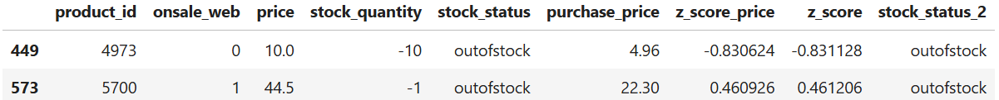 product_id onsale_web price stock_quantity stock_status purchase_price z_score_price z_score stock_status_2
449 4973 0 10.0 -10 outofstock 4.96 -0.830624 -0.831128 outofstock
573 5700 1 44.5 -1 outofstock 22.30 0.460926 0.461206 outofstock